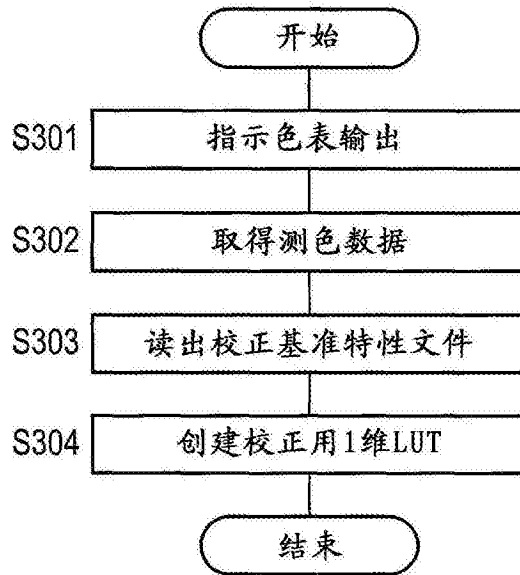 开始
S301 指示色表输出
S302 取得测色数据
S303 读出校正基准特性文件
S304 创建校正用1维LUT
结束